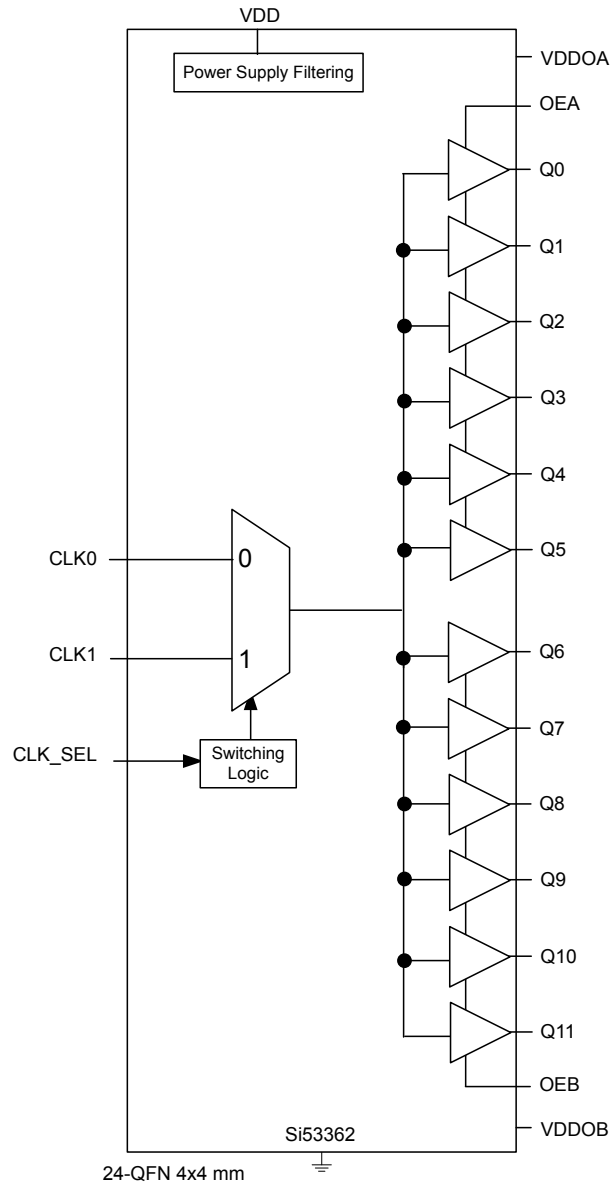 VDD
Power Supply Filtering
VDDOA
OEA
Q0
Q1
Q2
Q3
Q4
Q5
CLK0
0
CLK1
1
CLK_SEL
Switching
Logic
Q6
Q7
Q8
Q9
Q10
Q11
OEB
VDDOB
Si53362
24-QFN 4x4 mm